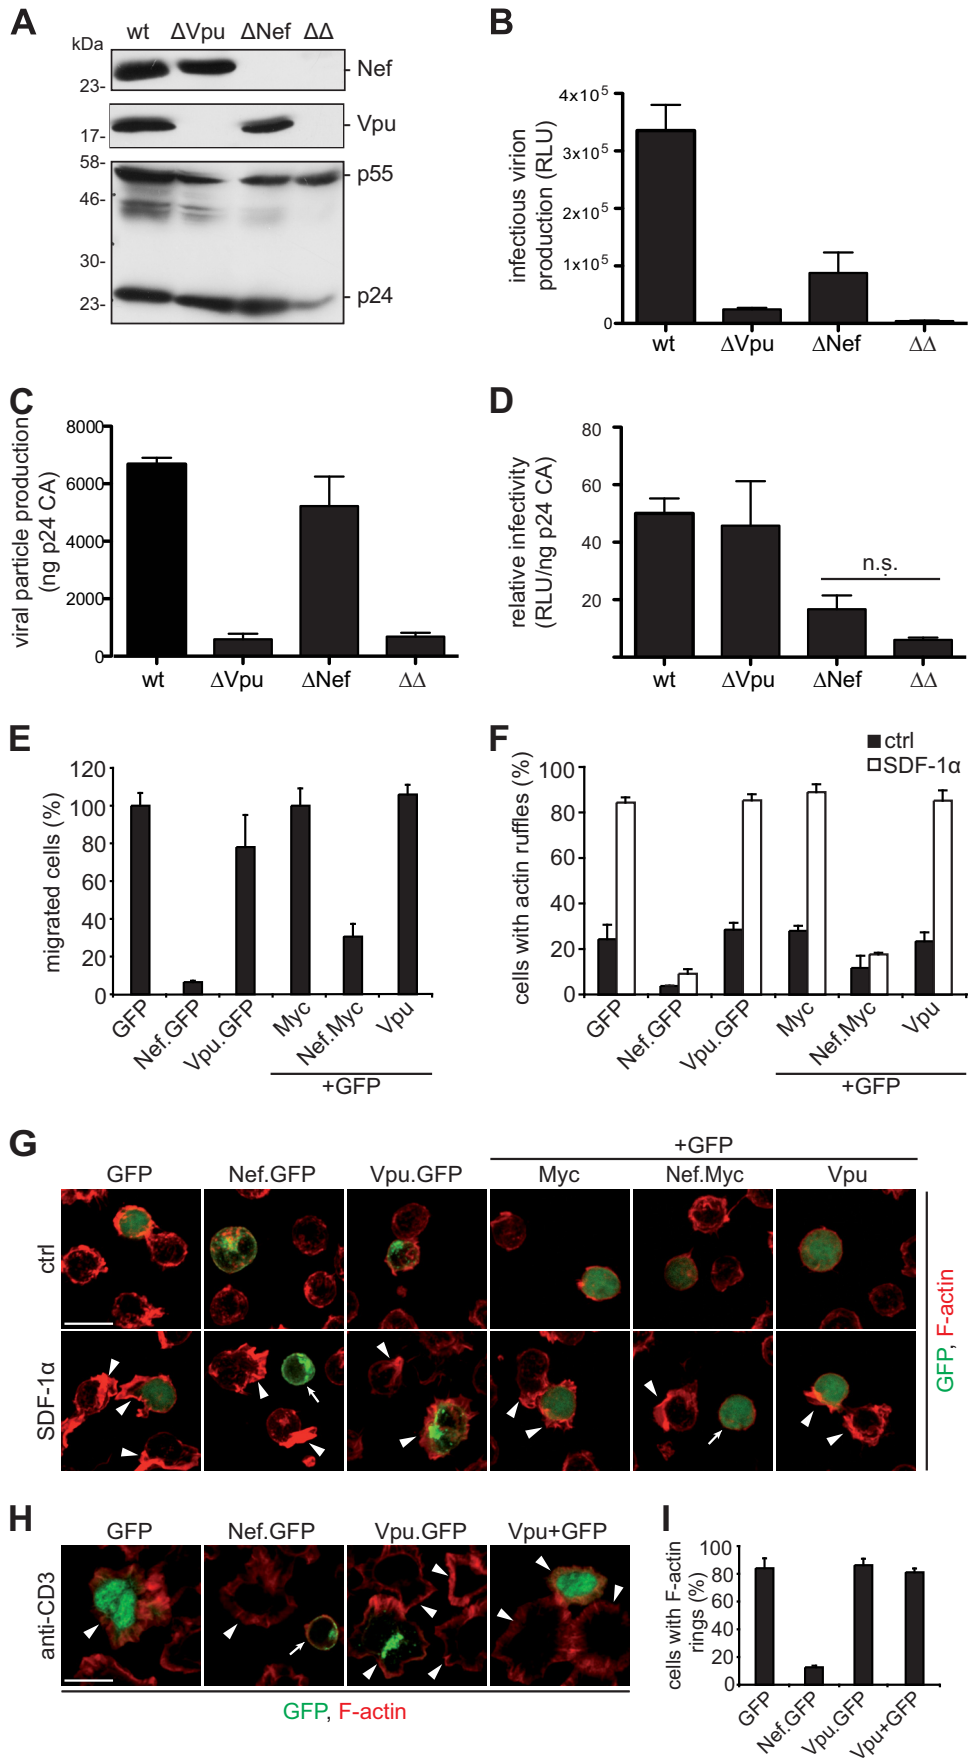 A
wt ΔVpu ΔNef ΔΔ
kDa
23-
Nef
17-
Vpu
58-
46-
30-
23-
p55
p24
B
infectious virion
production (RLU)
4x10⁵
3x10⁵
2x10⁵
1x10⁵
0
wt ΔVpu ΔNef ΔΔ
C
viral particle production
(ng p24 CA)
8000
6000
4000
2000
0
wt ΔVpu ΔNef ΔΔ
D
relative infectivity
(RLU/ng p24 CA)
80
60
40
20
n.s.
wt ΔVpu ΔNef ΔΔ
E
migrated cells (%)
120
100
80
60
40
20
0
GFP Nef.GFP Vpu.GFP Myc Nef.Myc Vpu
+GFP
F
ctrl
SDF-1α
cells with actin ruffles (%)
100
80
60
40
20
0
GFP Nef.GFP Vpu.GFP Myc Nef.Myc Vpu
+GFP
G
+GFP
GFP Nef.GFP Vpu.GFP Myc Nef.Myc Vpu
ctrl
SDF-1α
GFP, F-actin
H
GFP Nef.GFP Vpu.GFP Vpu+GFP
anti-CD3
GFP, F-actin
I
cells with F-actin
rings (%)
100
80
60
40
20
0
GFP Nef.GFP Vpu.GFP Vpu+GFP